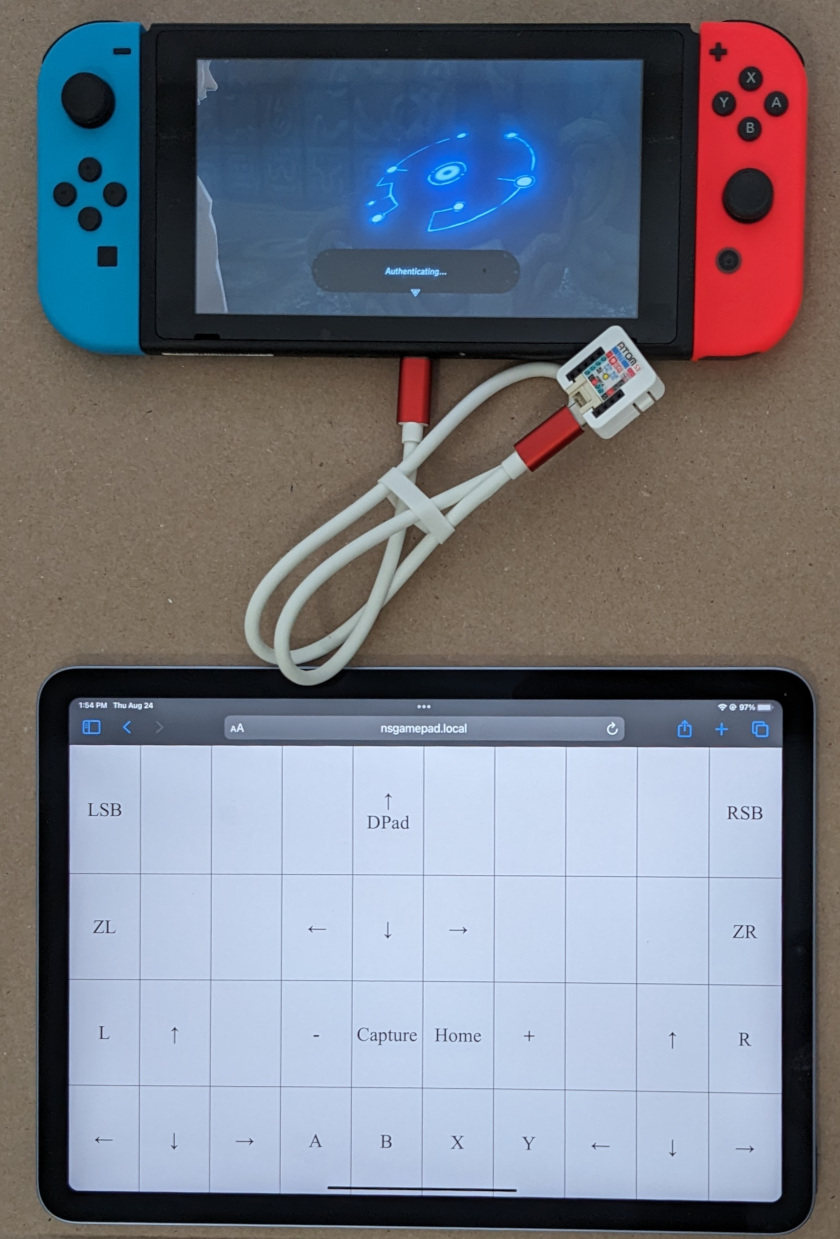 -
+
X
Y A
B
Authenticating...
ATOM
1:54 PM Thu Aug 24
97%
AA nsgamepad.local
LSB ↑ RSB
DPad
ZL ← ↓ → ZR
L ↑ - Capture Home + ↑ R
← ↓ → A B X Y ← ↓ →